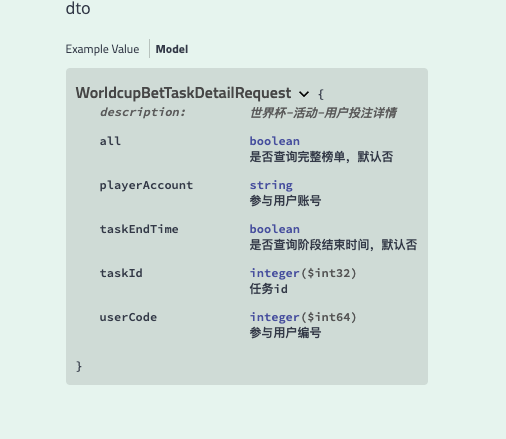 dto
Example Value Model
WorldcupBetTaskDetailRequest {
description: 世界杯-活动-用户投注详情
all boolean
是否查询完整榜单，默认否
playerAccount string
参与用户账号
taskEndTime boolean
是否查询阶段结束时间，默认否
taskId integer($int32)
任务id
userCode integer($int64)
参与用户编号
}